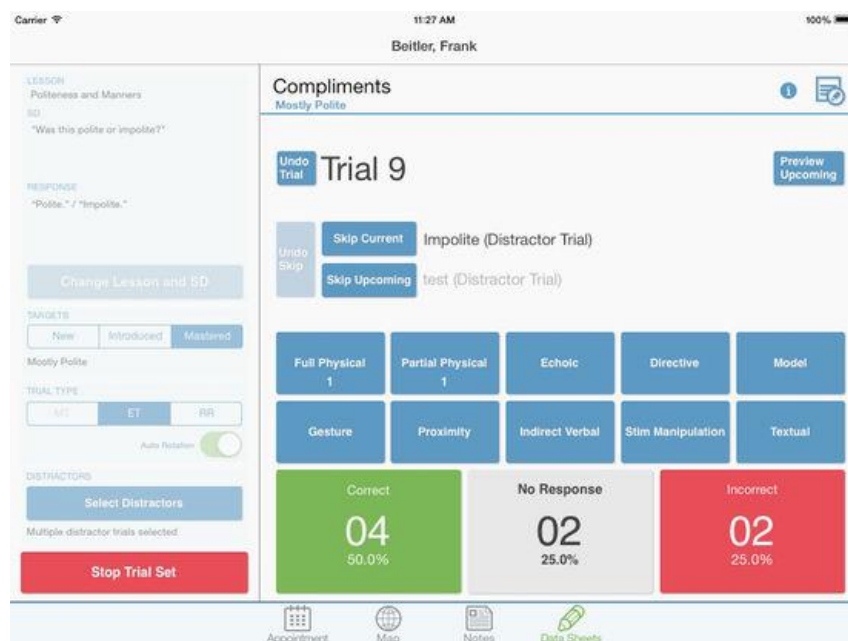 Carrier 11:27 AM 100%
Beitler, Frank
LESSON
Politeness and Manners
SD
"Was this polite or impolite?"
RESPONSE
"Polite." / "Impolite."
Change Lesson and SD
TARGETS
New Introduced Mastered
Mostly Polite
TRIAL TYPE
MT ET RR
Auto Rotation
DISTRACTORS
Select Distractors
Multiple distractor trials selected
Stop Trial Set
Compliments
Mostly Polite
Undo
Trial
Trial 9
Preview
Upcoming
Undo
Skip
Skip Current Impolite (Distractor Trial)
Skip Upcoming test (Distractor Trial)
Full Physical
1
Partial Physical
1
Echoic
Directive
Model
Gesture
Proximity
Indirect Verbal
Stim Manipulation
Textual
Correct
04
50.0%
No Response
02
25.0%
Incorrect
02
25.0%
Appointment Map Notes Data Sheets